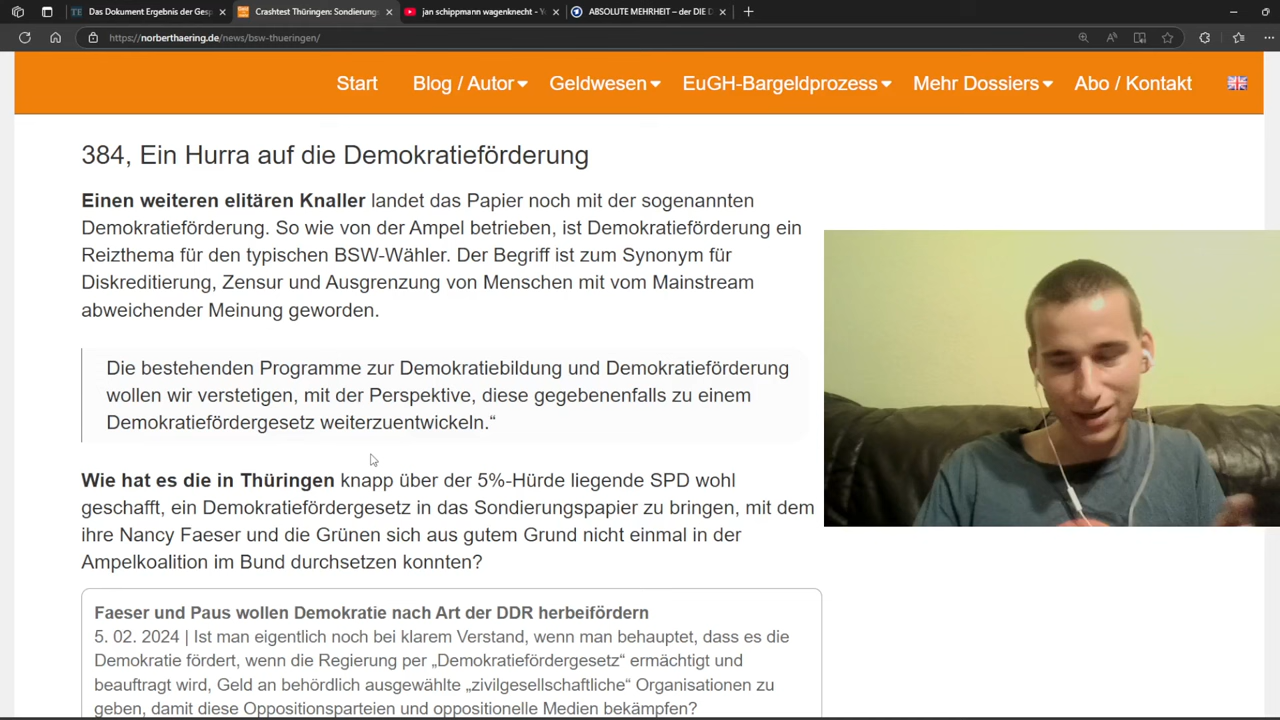 Das Dokument Ergebnis der Gesp
Crashtest Thüringen: Sondierung
jan schippmann wagenknecht - Y
ABSOLUTE MEHRHEIT – der DIE D
https://norberthaering.de/news/bsw-thueringen/
Start
Blog / Autor
Geldwesen
EuGH-Bargeldprozess
Mehr Dossiers
Abo / Kontakt
384, Ein Hurra auf die Demokratieförderung
Einen weiteren elitären Knaller landet das Papier noch mit der sogenannten
Demokratieförderung. So wie von der Ampel betrieben, ist Demokratieförderung ein
Reizthema für den typischen BSW-Wähler. Der Begriff ist zum Synonym für
Diskreditierung, Zensur und Ausgrenzung von Menschen mit vom Mainstream
abweichender Meinung geworden.
Die bestehenden Programme zur Demokratiebildung und Demokratieförderung
wollen wir verstetigen, mit der Perspektive, diese gegebenenfalls zu einem
Demokratiefördergesetz weiterzuentwickeln.“
Wie hat es die in Thüringen knapp über der 5%-Hürde liegende SPD wohl
geschafft, ein Demokratiefördergesetz in das Sondierungspapier zu bringen, mit dem
ihre Nancy Faeser und die Grünen sich aus gutem Grund nicht einmal in der
Ampelkoalition im Bund durchsetzen konnten?
Faeser und Paus wollen Demokratie nach Art der DDR herbeifördern
5. 02. 2024 | Ist man eigentlich noch bei klarem Verstand, wenn man behauptet, dass es die
Demokratie fördert, wenn die Regierung per „Demokratiefördergesetz“ ermächtigt und
beauftragt wird, Geld an behördlich ausgewählte „zivilgesellschaftliche“ Organisationen zu
geben, damit diese Oppositionsparteien und oppositionelle Medien bekämpfen?